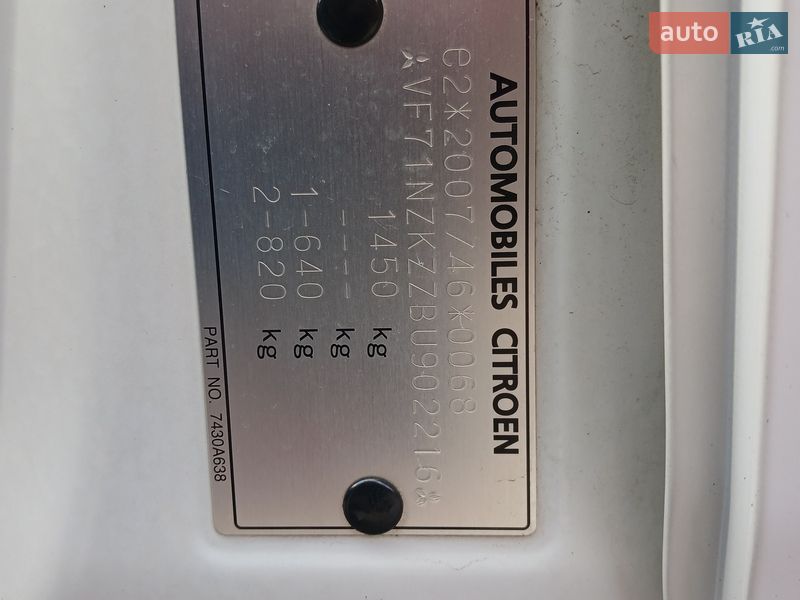 AUTOMOBILES CITROEN
e2*2007/46*0068
VF71NZKZZBU902216
1450 kg
---- kg
1-640 kg
2-820 kg
PART NO. 7430A638
auto RIA
.com